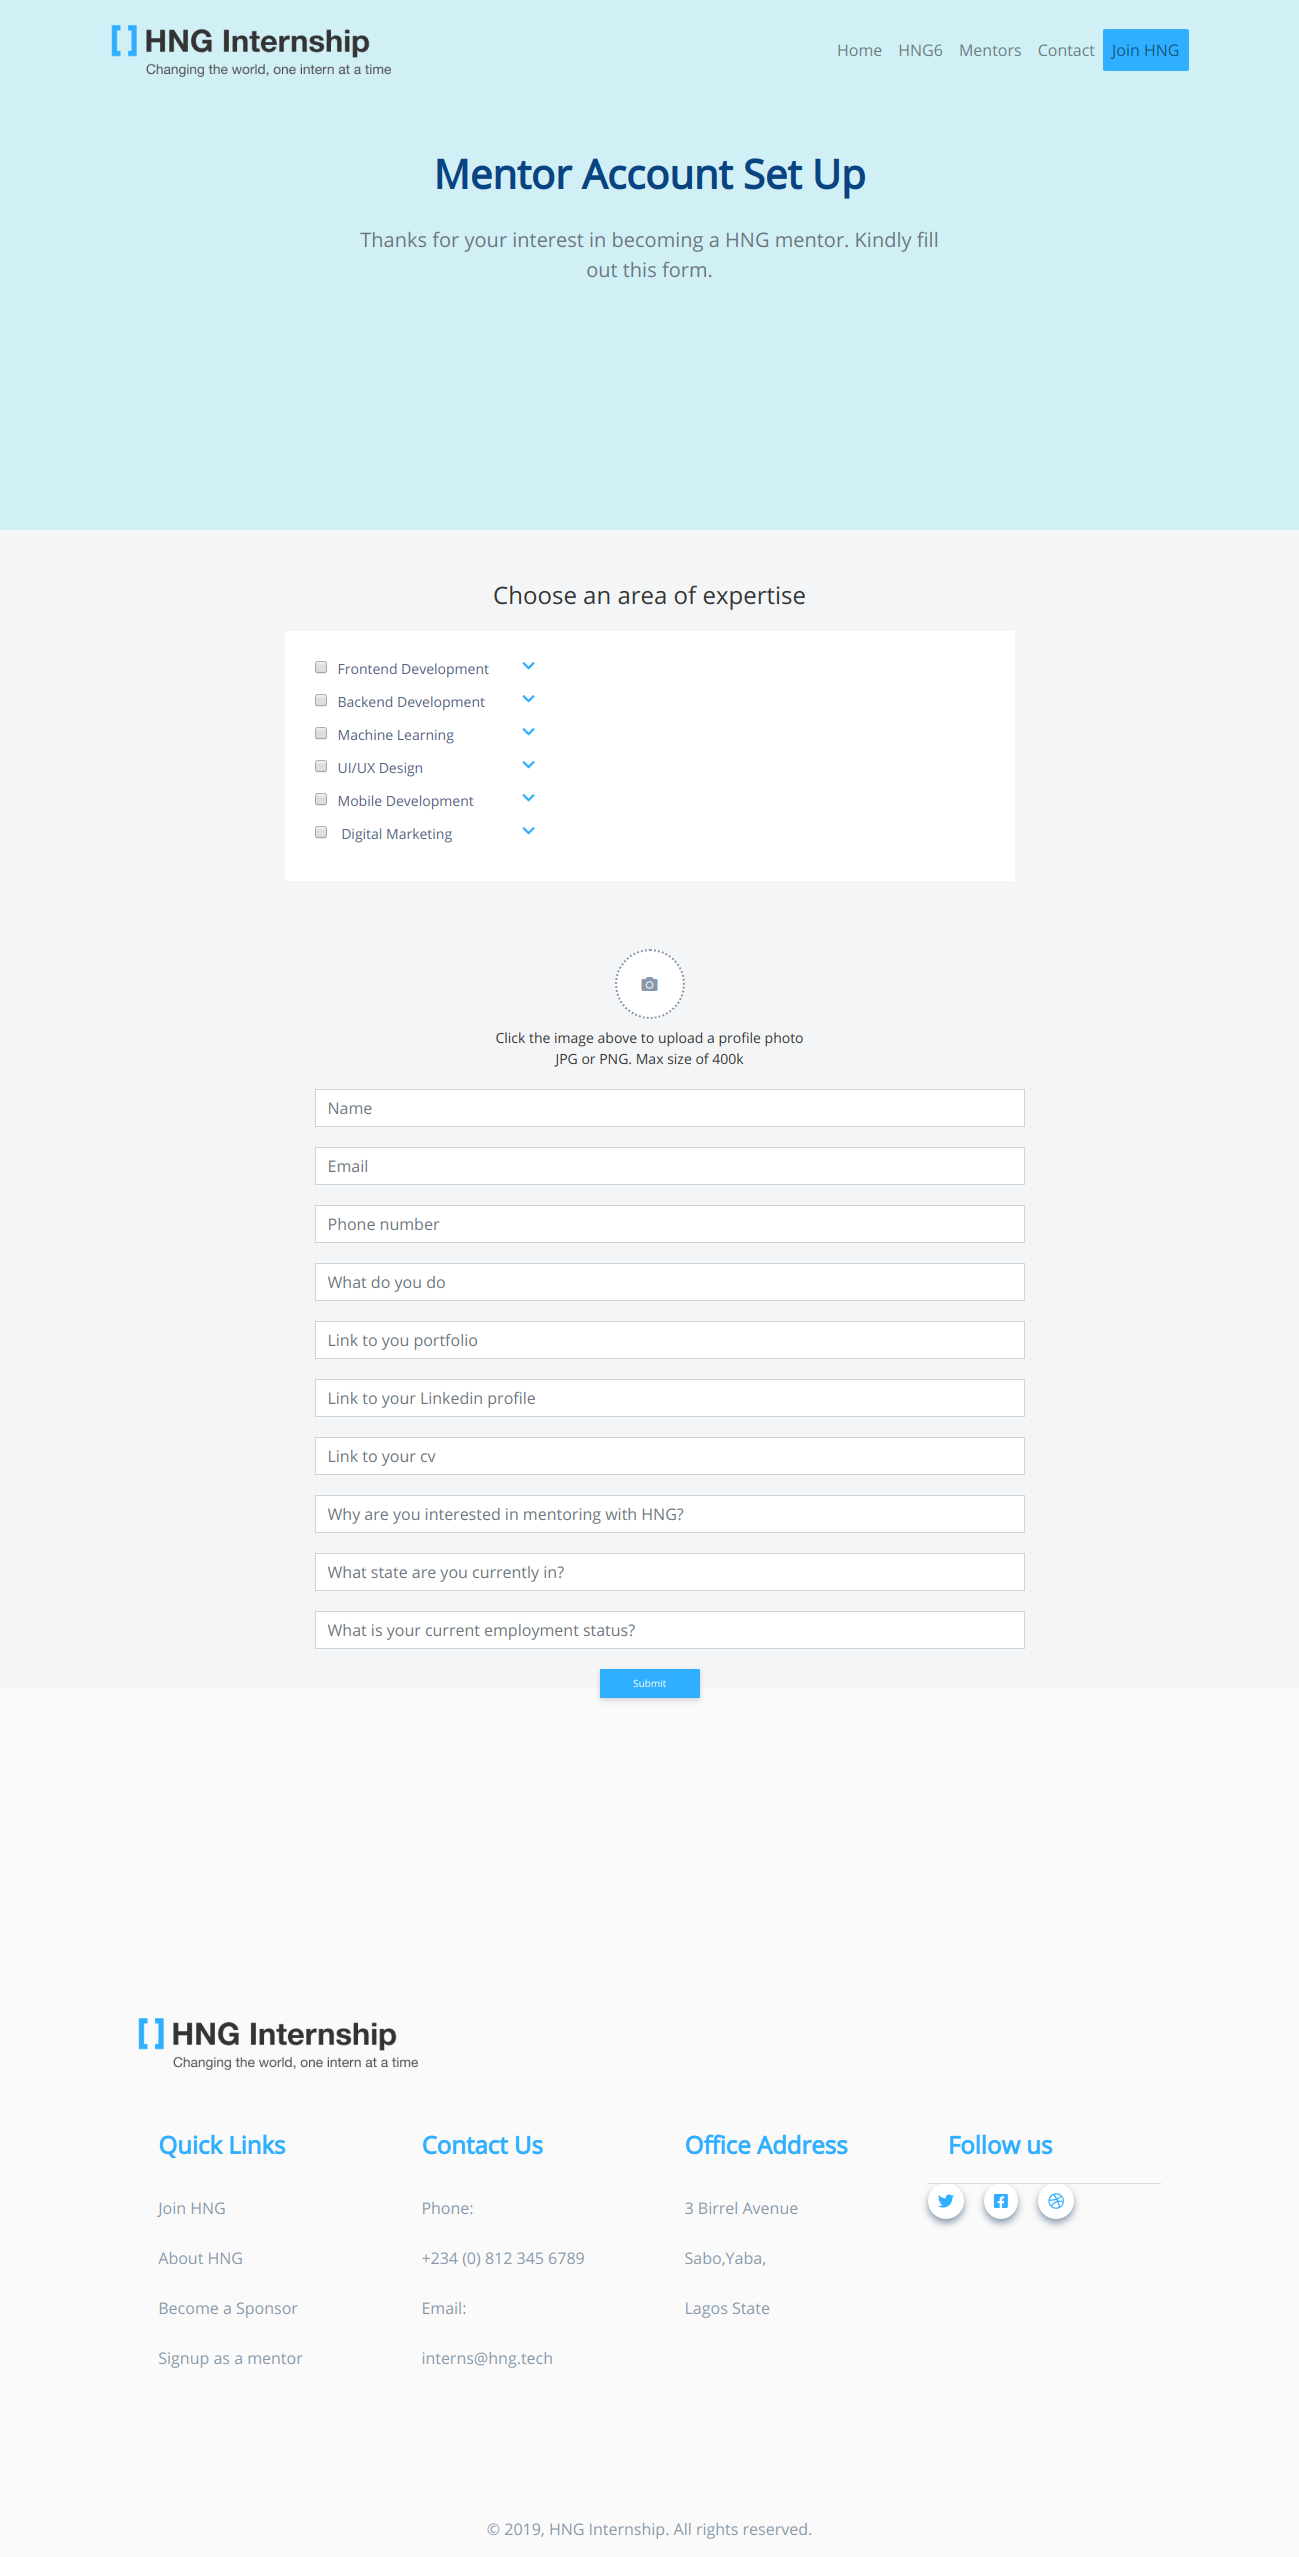 HNG Internship
Changing the world, one intern at a time
Home HNG6 Mentors Contact Join HNG
Mentor Account Set Up
Thanks for your interest in becoming a HNG mentor. Kindly fill
out this form.
Choose an area of expertise
Frontend Development
Backend Development
Machine Learning
UI/UX Design
Mobile Development
Digital Marketing
Click the image above to upload a profile photo
JPG or PNG. Max size of 400k
Name
Email
Phone number
What do you do
Link to you portfolio
Link to your Linkedin profile
Link to your cv
Why are you interested in mentoring with HNG?
What state are you currently in?
What is your current employment status?
Submit
HNG Internship
Changing the world, one intern at a time
Quick Links
Join HNG
About HNG
Become a Sponsor
Signup as a mentor
Contact Us
Phone:
+234 (0) 812 345 6789
Email:
interns@hng.tech
Office Address
3 Birrel Avenue
Sabo,Yaba,
Lagos State
Follow us
© 2019, HNG Internship. All rights reserved.